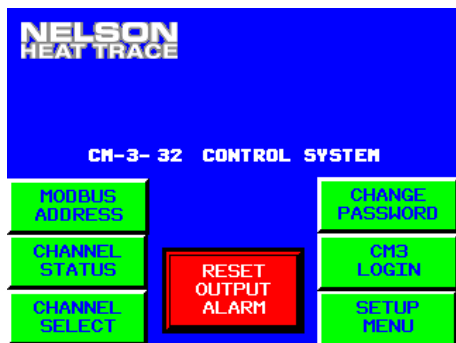 NELSON
HEAT TRACE
CM-3-32 CONTROL SYSTEM
MODBUS
ADDRESS
CHANGE
PASSWORD
CHANNEL
STATUS
CM3
LOGIN
RESET
OUTPUT
ALARM
CHANNEL
SELECT
SETUP
MENU